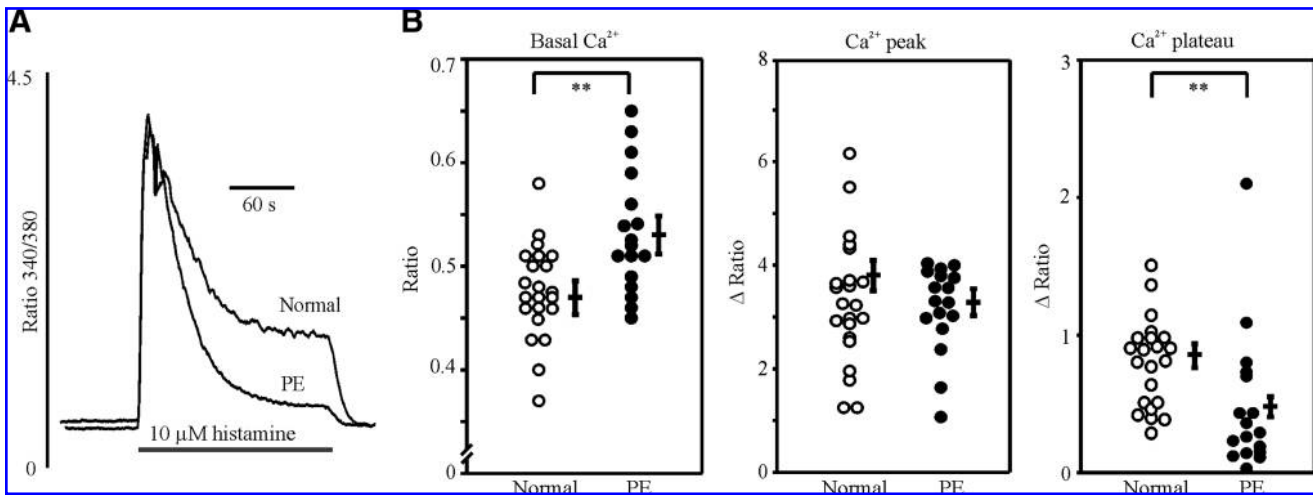 A
4.5
Ratio 340/380
0
60 s
Normal
PE
10 µM histamine
B
Basal Ca²⁺
0.7
0.6
0.5
0.4
0
Ratio
**
Normal PE
Ca²⁺ peak
8
6
4
2
0
Δ Ratio
Normal PE
Ca²⁺ plateau
3
2
1
0
Δ Ratio
**
Normal PE